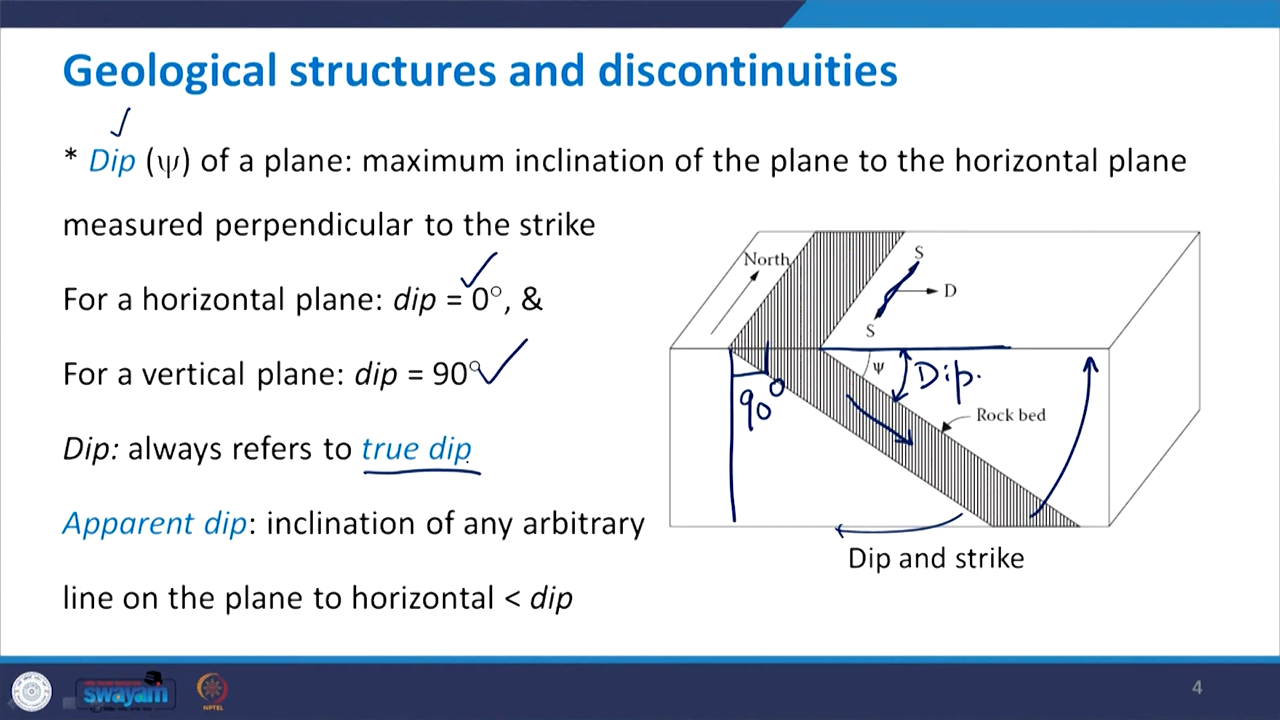 Geological structures and discontinuities
* Dip (ψ) of a plane: maximum inclination of the plane to the horizontal plane
measured perpendicular to the strike
For a horizontal plane: dip = 0°, &
For a vertical plane: dip = 90°
Dip: always refers to true dip
Apparent dip: inclination of any arbitrary
line on the plane to horizontal < dip
North
S
D
S
ψ
Dip.
90°
Rock bed
Dip and strike
swayam
NPTEL
4